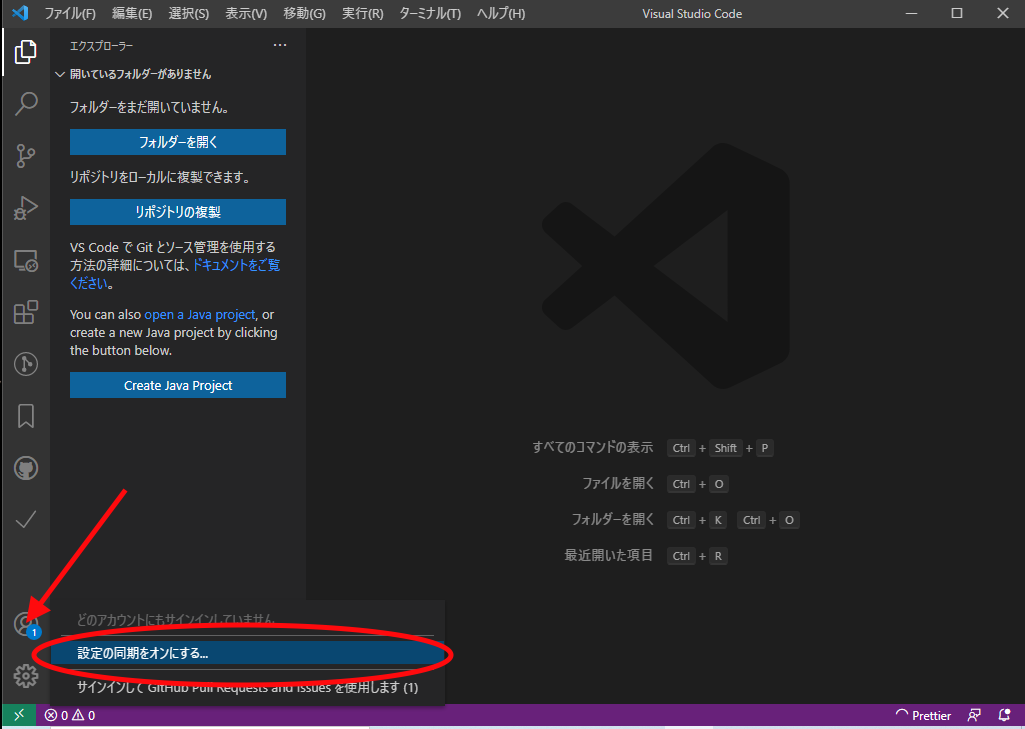 ファイル(F) 編集(E) 選択(S) 表示(V) 移動(G) 実行(R) ターミナル(T) ヘルプ(H) Visual Studio Code
エクスプローラー ...
開いているフォルダーがありません
フォルダーをまだ開いていません。
フォルダーを開く
リポジトリをローカルに複製できます。
リポジトリの複製
VS Code で Git とソース管理を使用する
方法の詳細については、ドキュメントをご覧
ください。
You can also open a Java project, or
create a new Java project by clicking
the button below.
Create Java Project
すべてのコマンドの表示 Ctrl + Shift + P
ファイルを開く Ctrl + O
フォルダーを開く Ctrl + K Ctrl + O
最近開いた項目 Ctrl + R
どのアカウントにもサインインしていません
1
設定の同期をオンにする...
サインインして GitHub Pull Requests and Issues を使用します (1)
0 0 Prettier